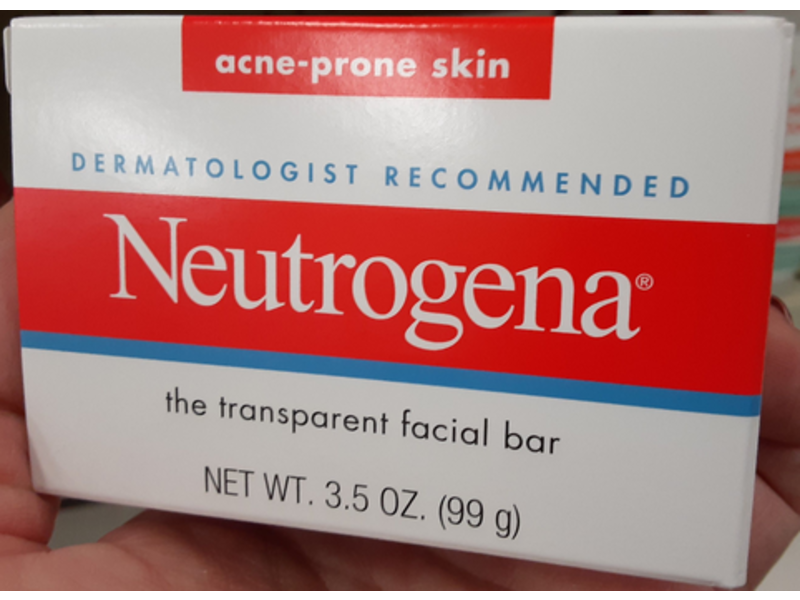 acne-prone skin
DERMATOLOGIST RECOMMENDED
Neutrogena®
the transparent facial bar
NET WT. 3.5 OZ. (99 g)